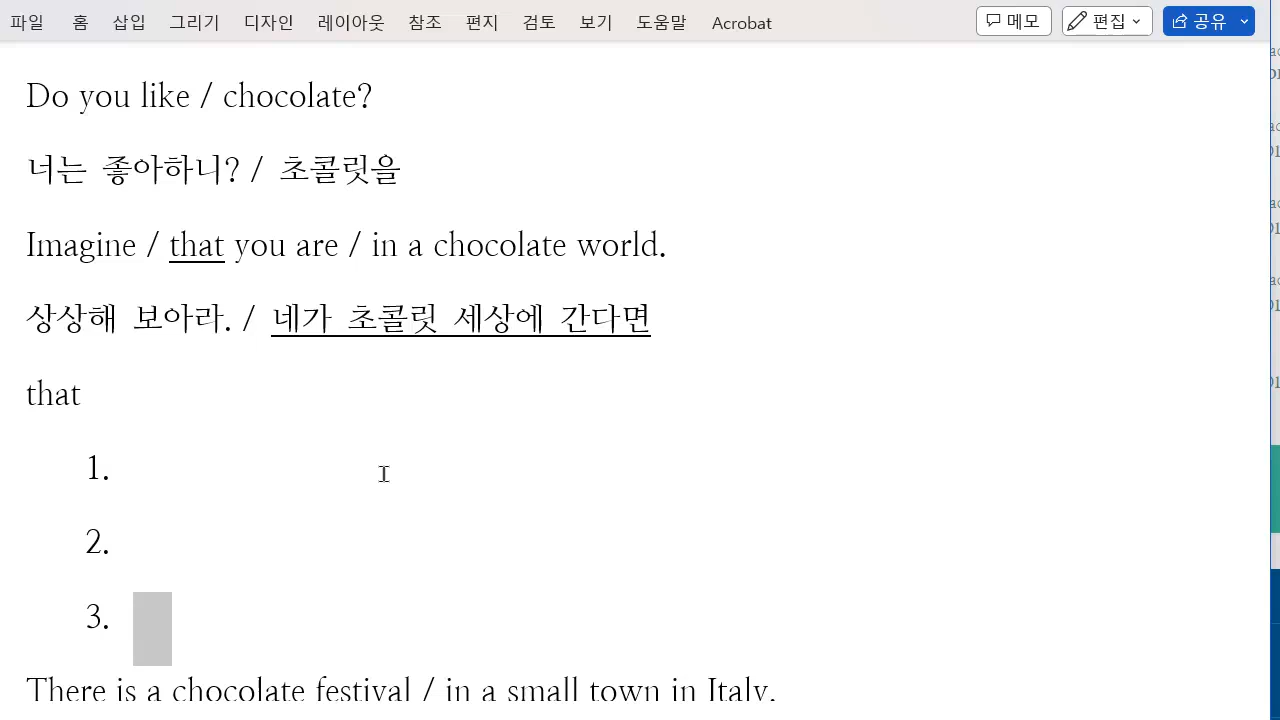 파일 홈 삽입 그리기 디자인 레이아웃 참조 편지 검토 보기 도움말 Acrobat 메모 편집 공유
Do you like / chocolate?
너는 좋아하니? / 초콜릿을
Imagine / that you are / in a chocolate world.
상상해 보아라. / 네가 초콜릿 세상에 간다면
that
1.
2.
3.
There is a chocolate festival / in a small town in Italy.